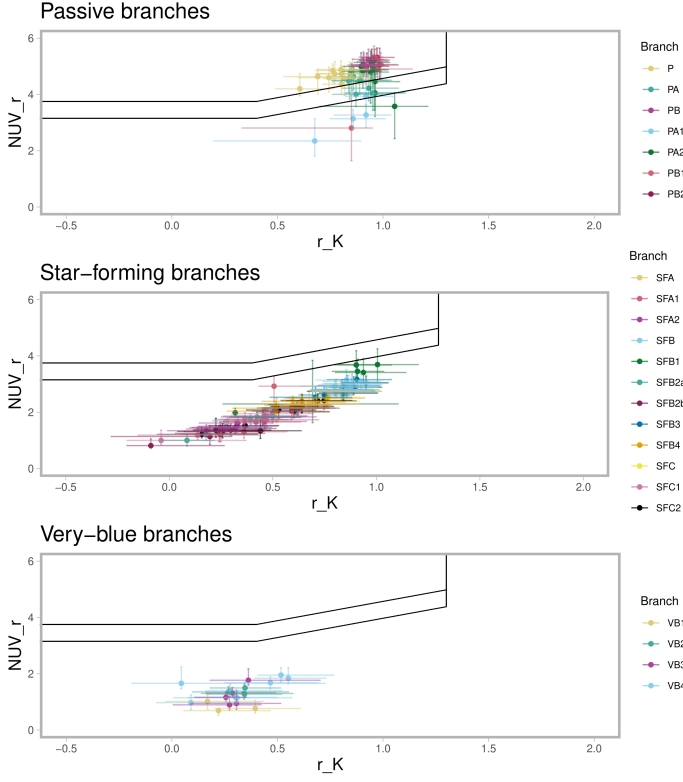 Passive branches
6
4
2
0
NUV_r
−0.5
0.0
0.5
1.0
1.5
2.0
r_K
Branch
P
PA
PB
PA1
PA2
PB1
PB2
Star−forming branches
6
4
2
0
NUV_r
−0.5
0.0
0.5
1.0
1.5
2.0
r_K
Branch
SFA
SFA1
SFA2
SFB
SFB1
SFB2a
SFB2b
SFB3
SFB4
SFC
SFC1
SFC2
Very−blue branches
6
4
2
0
NUV_r
−0.5
0.0
0.5
1.0
1.5
2.0
r_K
Branch
VB1
VB2
VB3
VB4